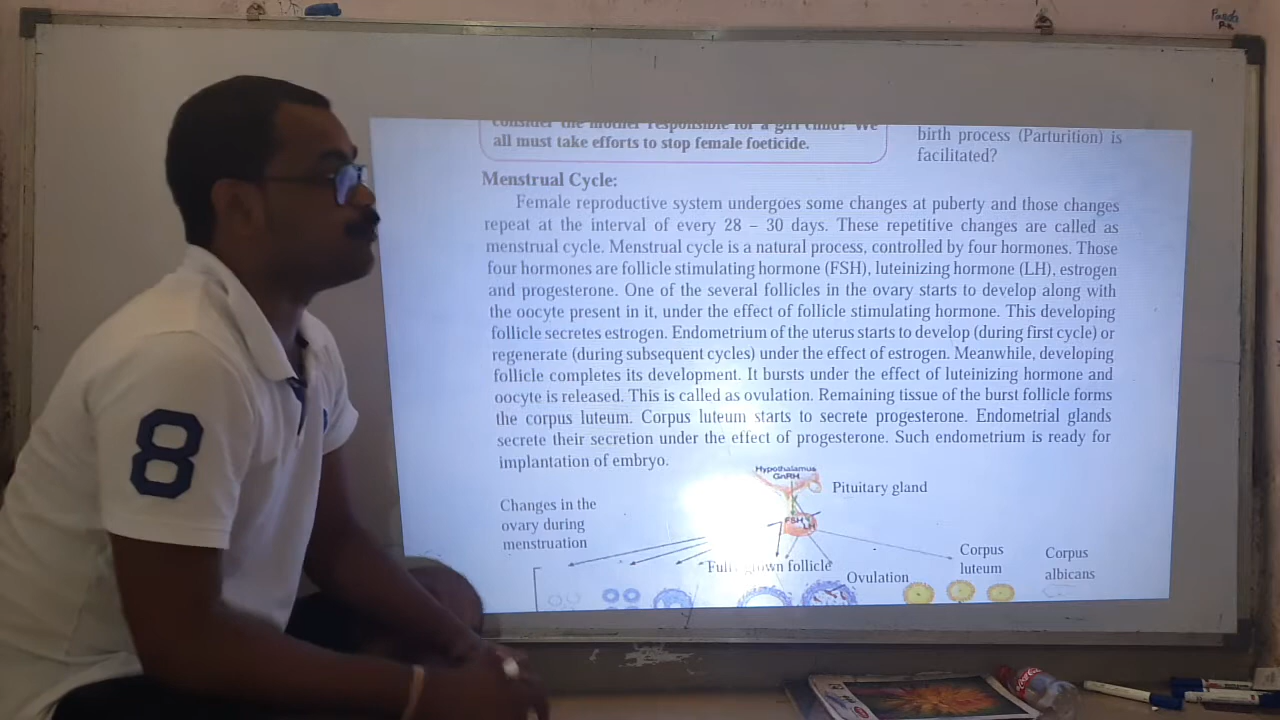 all must take efforts to stop female foeticide.
birth process (Parturition) is
facilitated?
Menstrual Cycle:
Female reproductive system undergoes some changes at puberty and those changes
repeat at the interval of every 28 – 30 days. These repetitive changes are called as
menstrual cycle. Menstrual cycle is a natural process, controlled by four hormones. Those
four hormones are follicle stimulating hormone (FSH), luteinizing hormone (LH), estrogen
and progesterone. One of the several follicles in the ovary starts to develop along with
the oocyte present in it, under the effect of follicle stimulating hormone. This developing
follicle secretes estrogen. Endometrium of the uterus starts to develop (during first cycle) or
regenerate (during subsequent cycles) under the effect of estrogen. Meanwhile, developing
follicle completes its development. It bursts under the effect of luteinizing hormone and
oocyte is released. This is called as ovulation. Remaining tissue of the burst follicle forms
the corpus luteum. Corpus luteum starts to secrete progesterone. Endometrial glands
secrete their secretion under the effect of progesterone. Such endometrium is ready for
implantation of embryo.
Hypothalamus
GnRH
Pituitary gland
Changes in the
ovary during
menstruation
FSH
LH
follicle
Ovulation
Corpus
luteum
Corpus
albicans
8